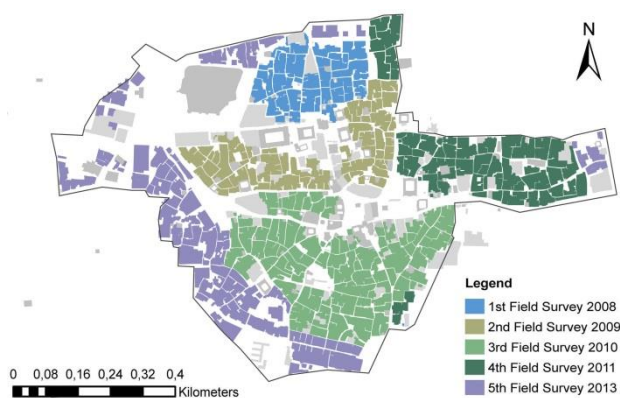 N
Legend
1st Field Survey 2008
2nd Field Survey 2009
3rd Field Survey 2010
4th Field Survey 2011
5th Field Survey 2013
0 0,08 0,16 0,24 0,32 0,4
Kilometers